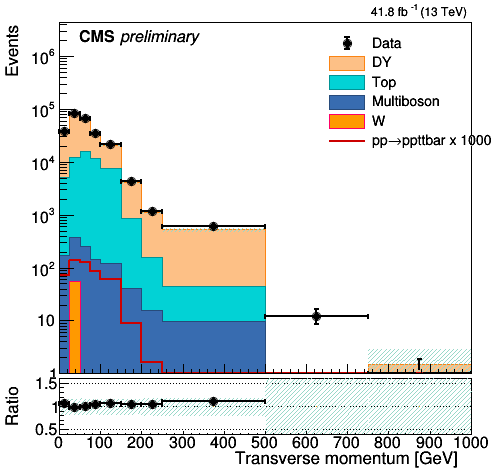 41.8 fb⁻¹ (13 TeV)
CMS preliminary
Events
Data
DY
Top
Multiboson
W
pp→ppttbar x 1000
10⁶
10⁵
10⁴
10³
10²
10
1
Ratio
1.5
1
0.5
0 100 200 300 400 500 600 700 800 900 1000
Transverse momentum [GeV]